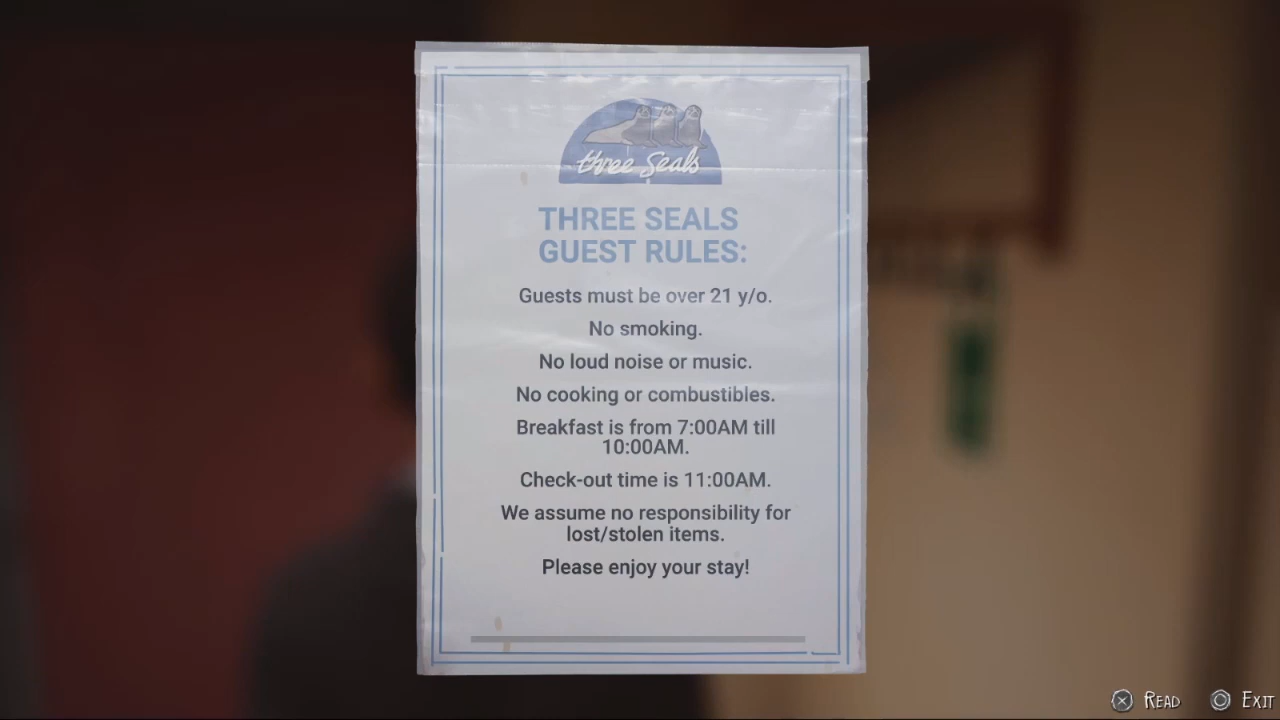 three Seals
THREE SEALS
GUEST RULES:
Guests must be over 21 y/o.
No smoking.
No loud noise or music.
No cooking or combustibles.
Breakfast is from 7:00AM till
10:00AM.
Check-out time is 11:00AM.
We assume no responsibility for
lost/stolen items.
Please enjoy your stay!
READ EXIT